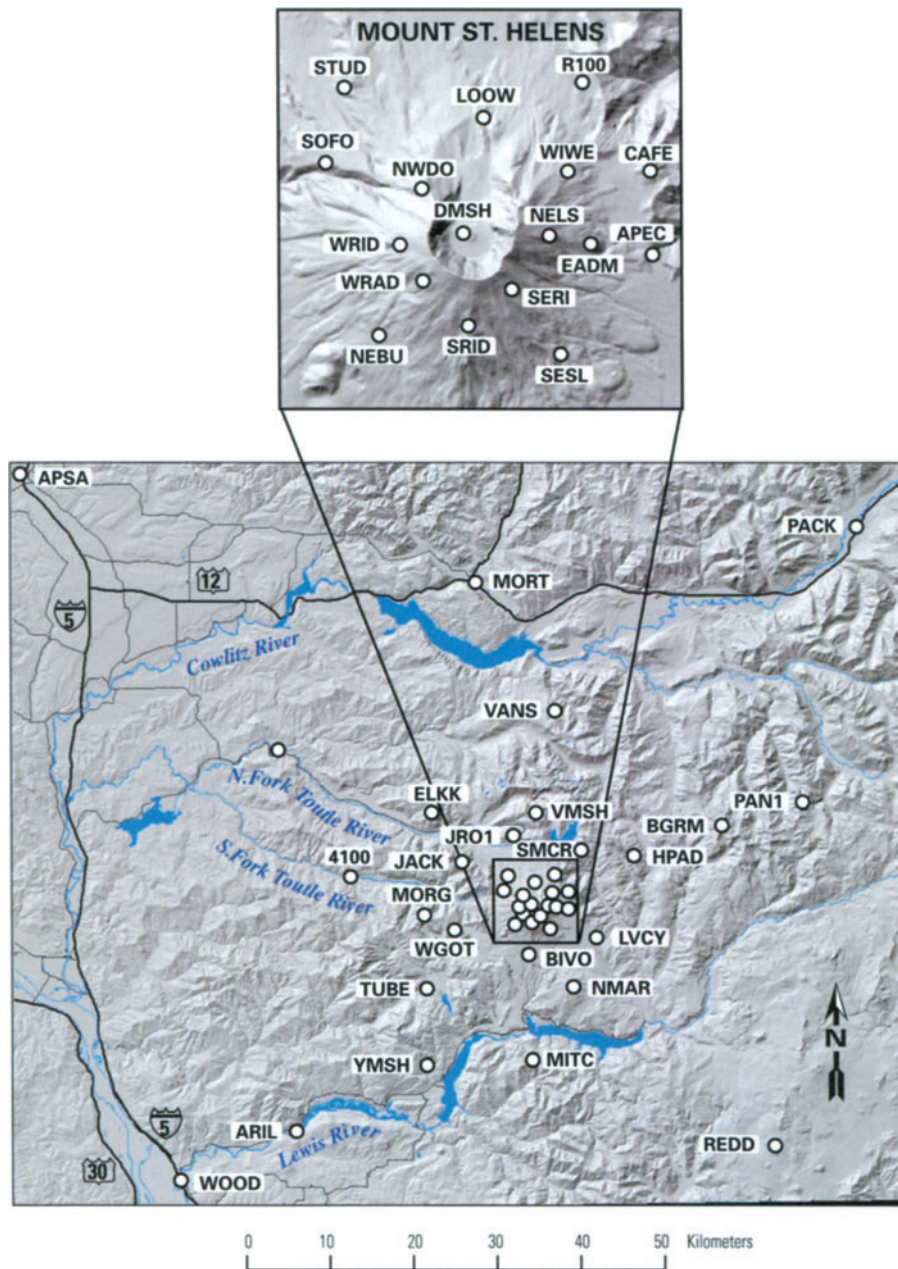 MOUNT ST. HELENS
STUD
R100
LOOW
SOFO
NWDO
WIWE
CAFE
DMSH
NELS
APEC
WRID
EADM
WRAD
SERI
NEBU
SRID
SESL
APSA
PACK
12
MORT
5
Cowlitz River
VANS
N.Fork Toude River
ELKK
VMSH
PAN1
JRO1
BGRM
SMCR
S.Fork Toutle River
4100
JACK
HPAD
MORG
WGOT
LVCY
BIVO
TUBE
NMAR
N
YMSH
MITC
5
ARIL
Lewis River
REDD
30
WOOD
0 10 20 30 40 50 Kilometers